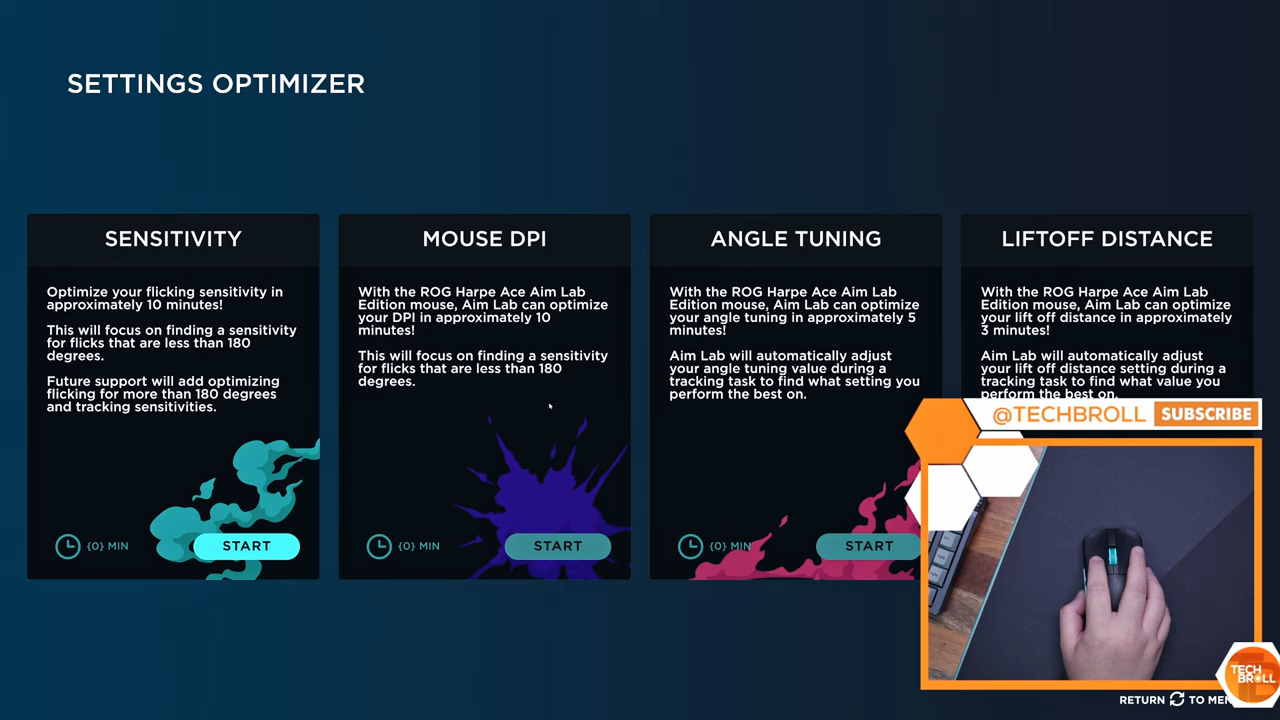 SETTINGS OPTIMIZER
SENSITIVITY
Optimize your flicking sensitivity in
approximately 10 minutes!
This will focus on finding a sensitivity
for flicks that are less than 180
degrees.
Future support will add optimizing
flicking for more than 180 degrees
and tracking sensitivities.
{0} MIN
START
MOUSE DPI
With the ROG Harpe Ace Aim Lab
Edition mouse, Aim Lab can optimize
your DPI in approximately 10
minutes!
This will focus on finding a sensitivity
for flicks that are less than 180
degrees.
{0} MIN
START
ANGLE TUNING
With the ROG Harpe Ace Aim Lab
Edition mouse, Aim Lab can optimize
your angle tuning in approximately 5
minutes!
Aim Lab will automatically adjust
your angle tuning value during a
tracking task to find what setting you
perform the best on.
{0} MIN
START
LIFTOFF DISTANCE
With the ROG Harpe Ace Aim Lab
Edition mouse, Aim Lab can optimize
your lift off distance in approximately
3 minutes!
Aim Lab will automatically adjust
your lift off distance setting during a
tracking task to find what value you
perform the best on.
@TECHBROLL SUBSCRIBE
TECH
BROLL
RETURN TO MEN